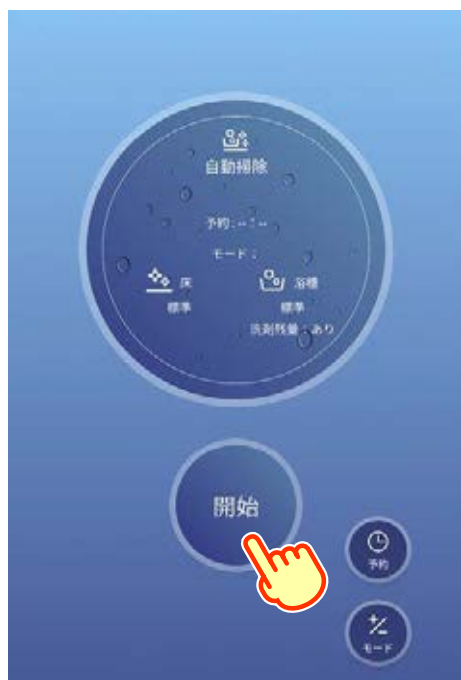 自動掃除
予約:--:--
モード:
床 浴槽
標準 標準
洗剤残量:あり
開始
予約
モード